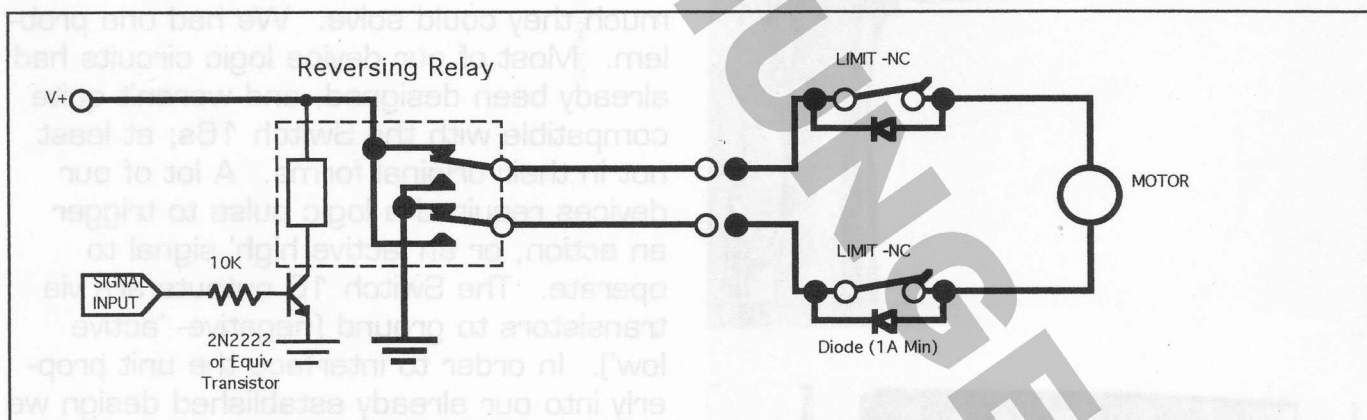 Reversing Relay
V+
LIMIT -NC
MOTOR
LIMIT -NC
10K
SIGNAL
INPUT
2N2222
or Equiv
Transistor
Diode (1A Min)
much they could solve. We had one prob-
lem. Most of our device logic circuits had
already been designed, and weren't quite
compatible with the Switch 16s; at least
not in their original forms. A lot of our
devices required a logic pulse to trigger
an action, or an 'active high' signal to
operate. The Switch 16 outputs are via
transistors to ground (negative- 'active
low'). In order to interface the unit prop-
erly into our already established design we